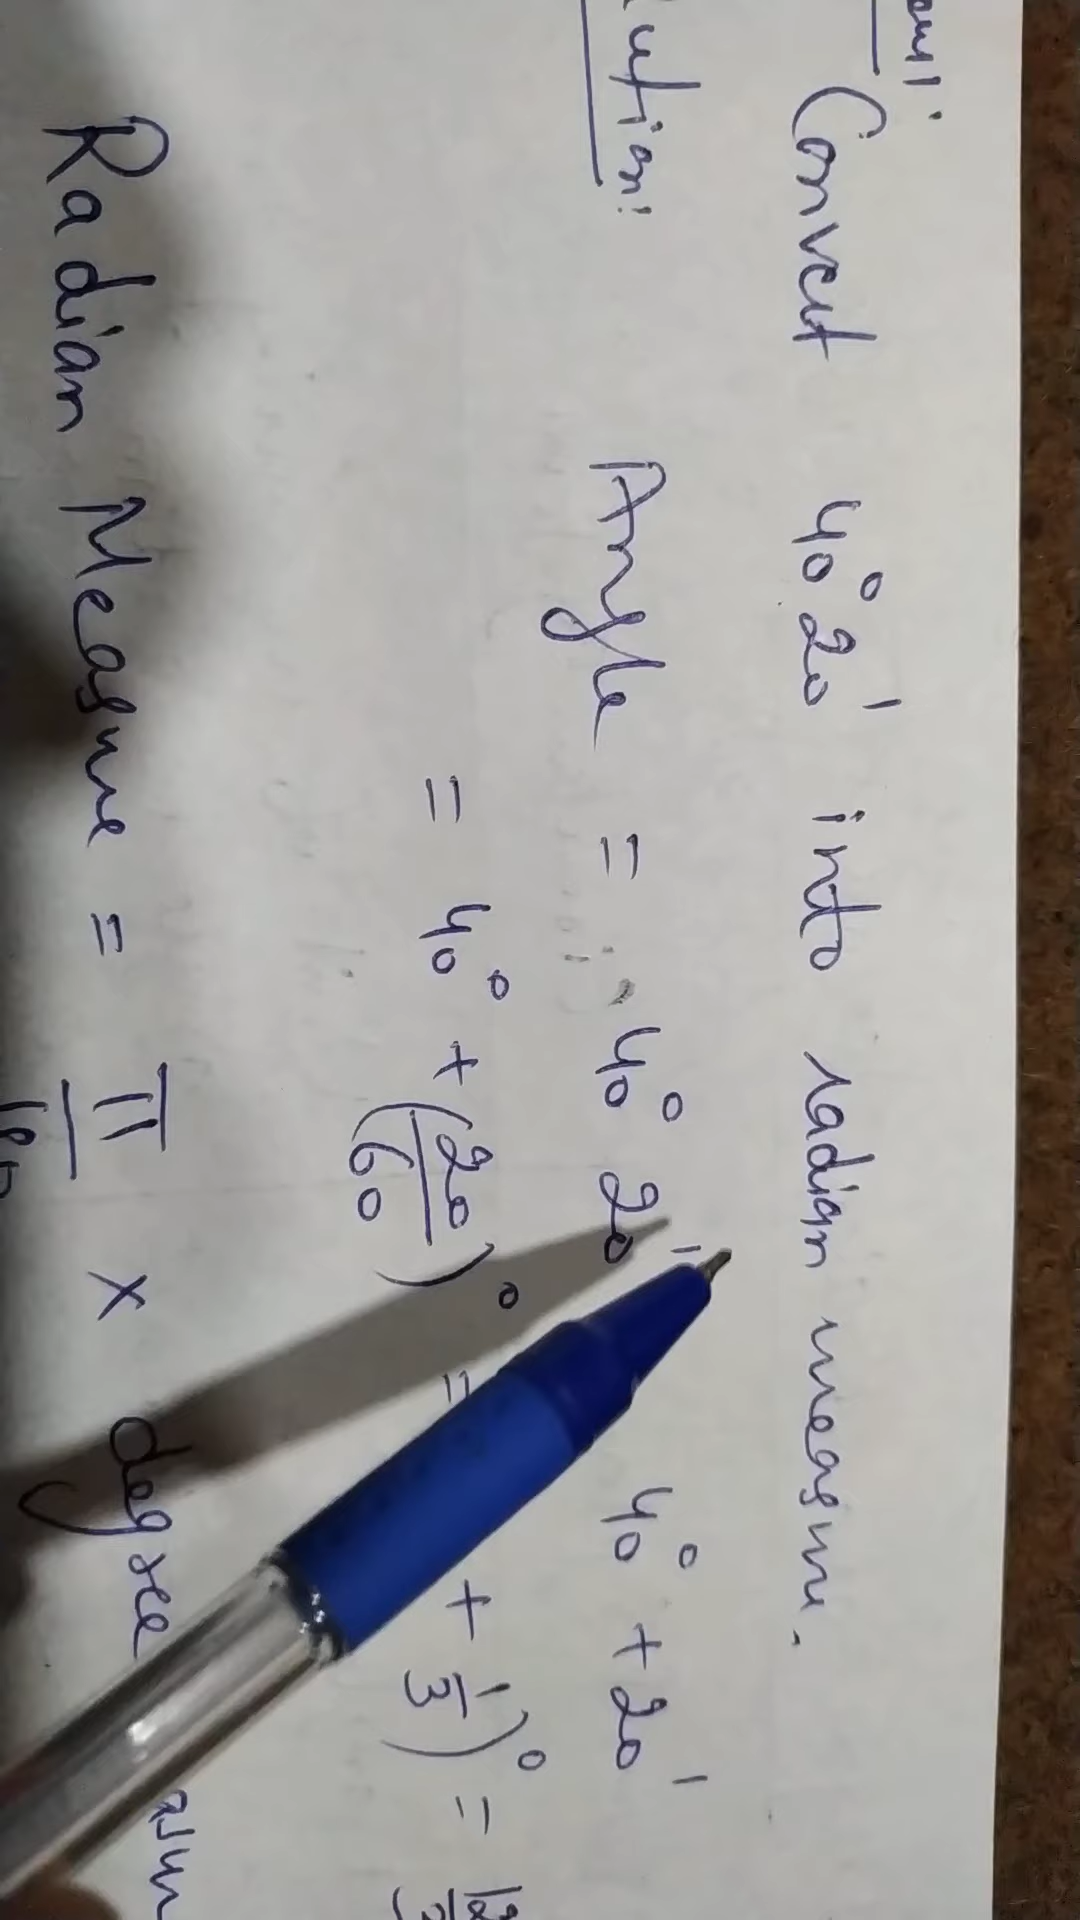 Convert 40° 20' into radian measure.
Angle = 40° 20' 40° + 20'
= 40° + (20/60)° = + 1/3)° =
Radian Measure = π/180 × degree